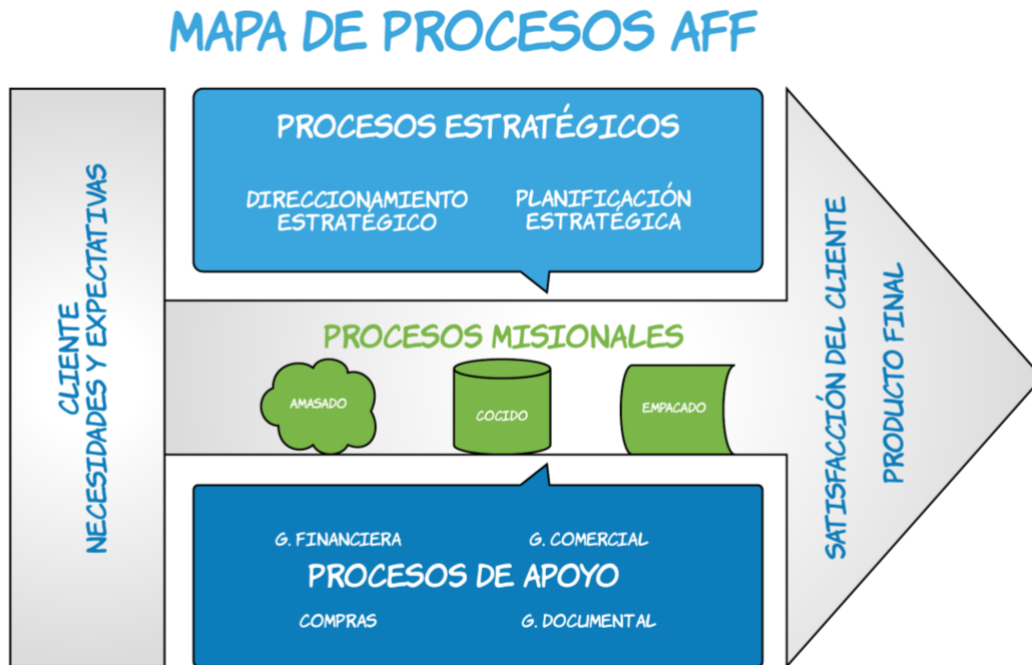 MAPA DE PROCESOS AFF
CLIENTE
NECESIDADES Y EXPECTATIVAS
PROCESOS ESTRATÉGICOS
DIRECCIONAMIENTO
ESTRATÉGICO
PLANIFICACIÓN
ESTRATÉGICA
PROCESOS MISIONALES
AMASADO
COCIDO
EMPACADO
G. FINANCIERA
G. COMERCIAL
PROCESOS DE APOYO
COMPRAS
G. DOCUMENTAL
SATISFACCIÓN DEL CLIENTE
PRODUCTO FINAL